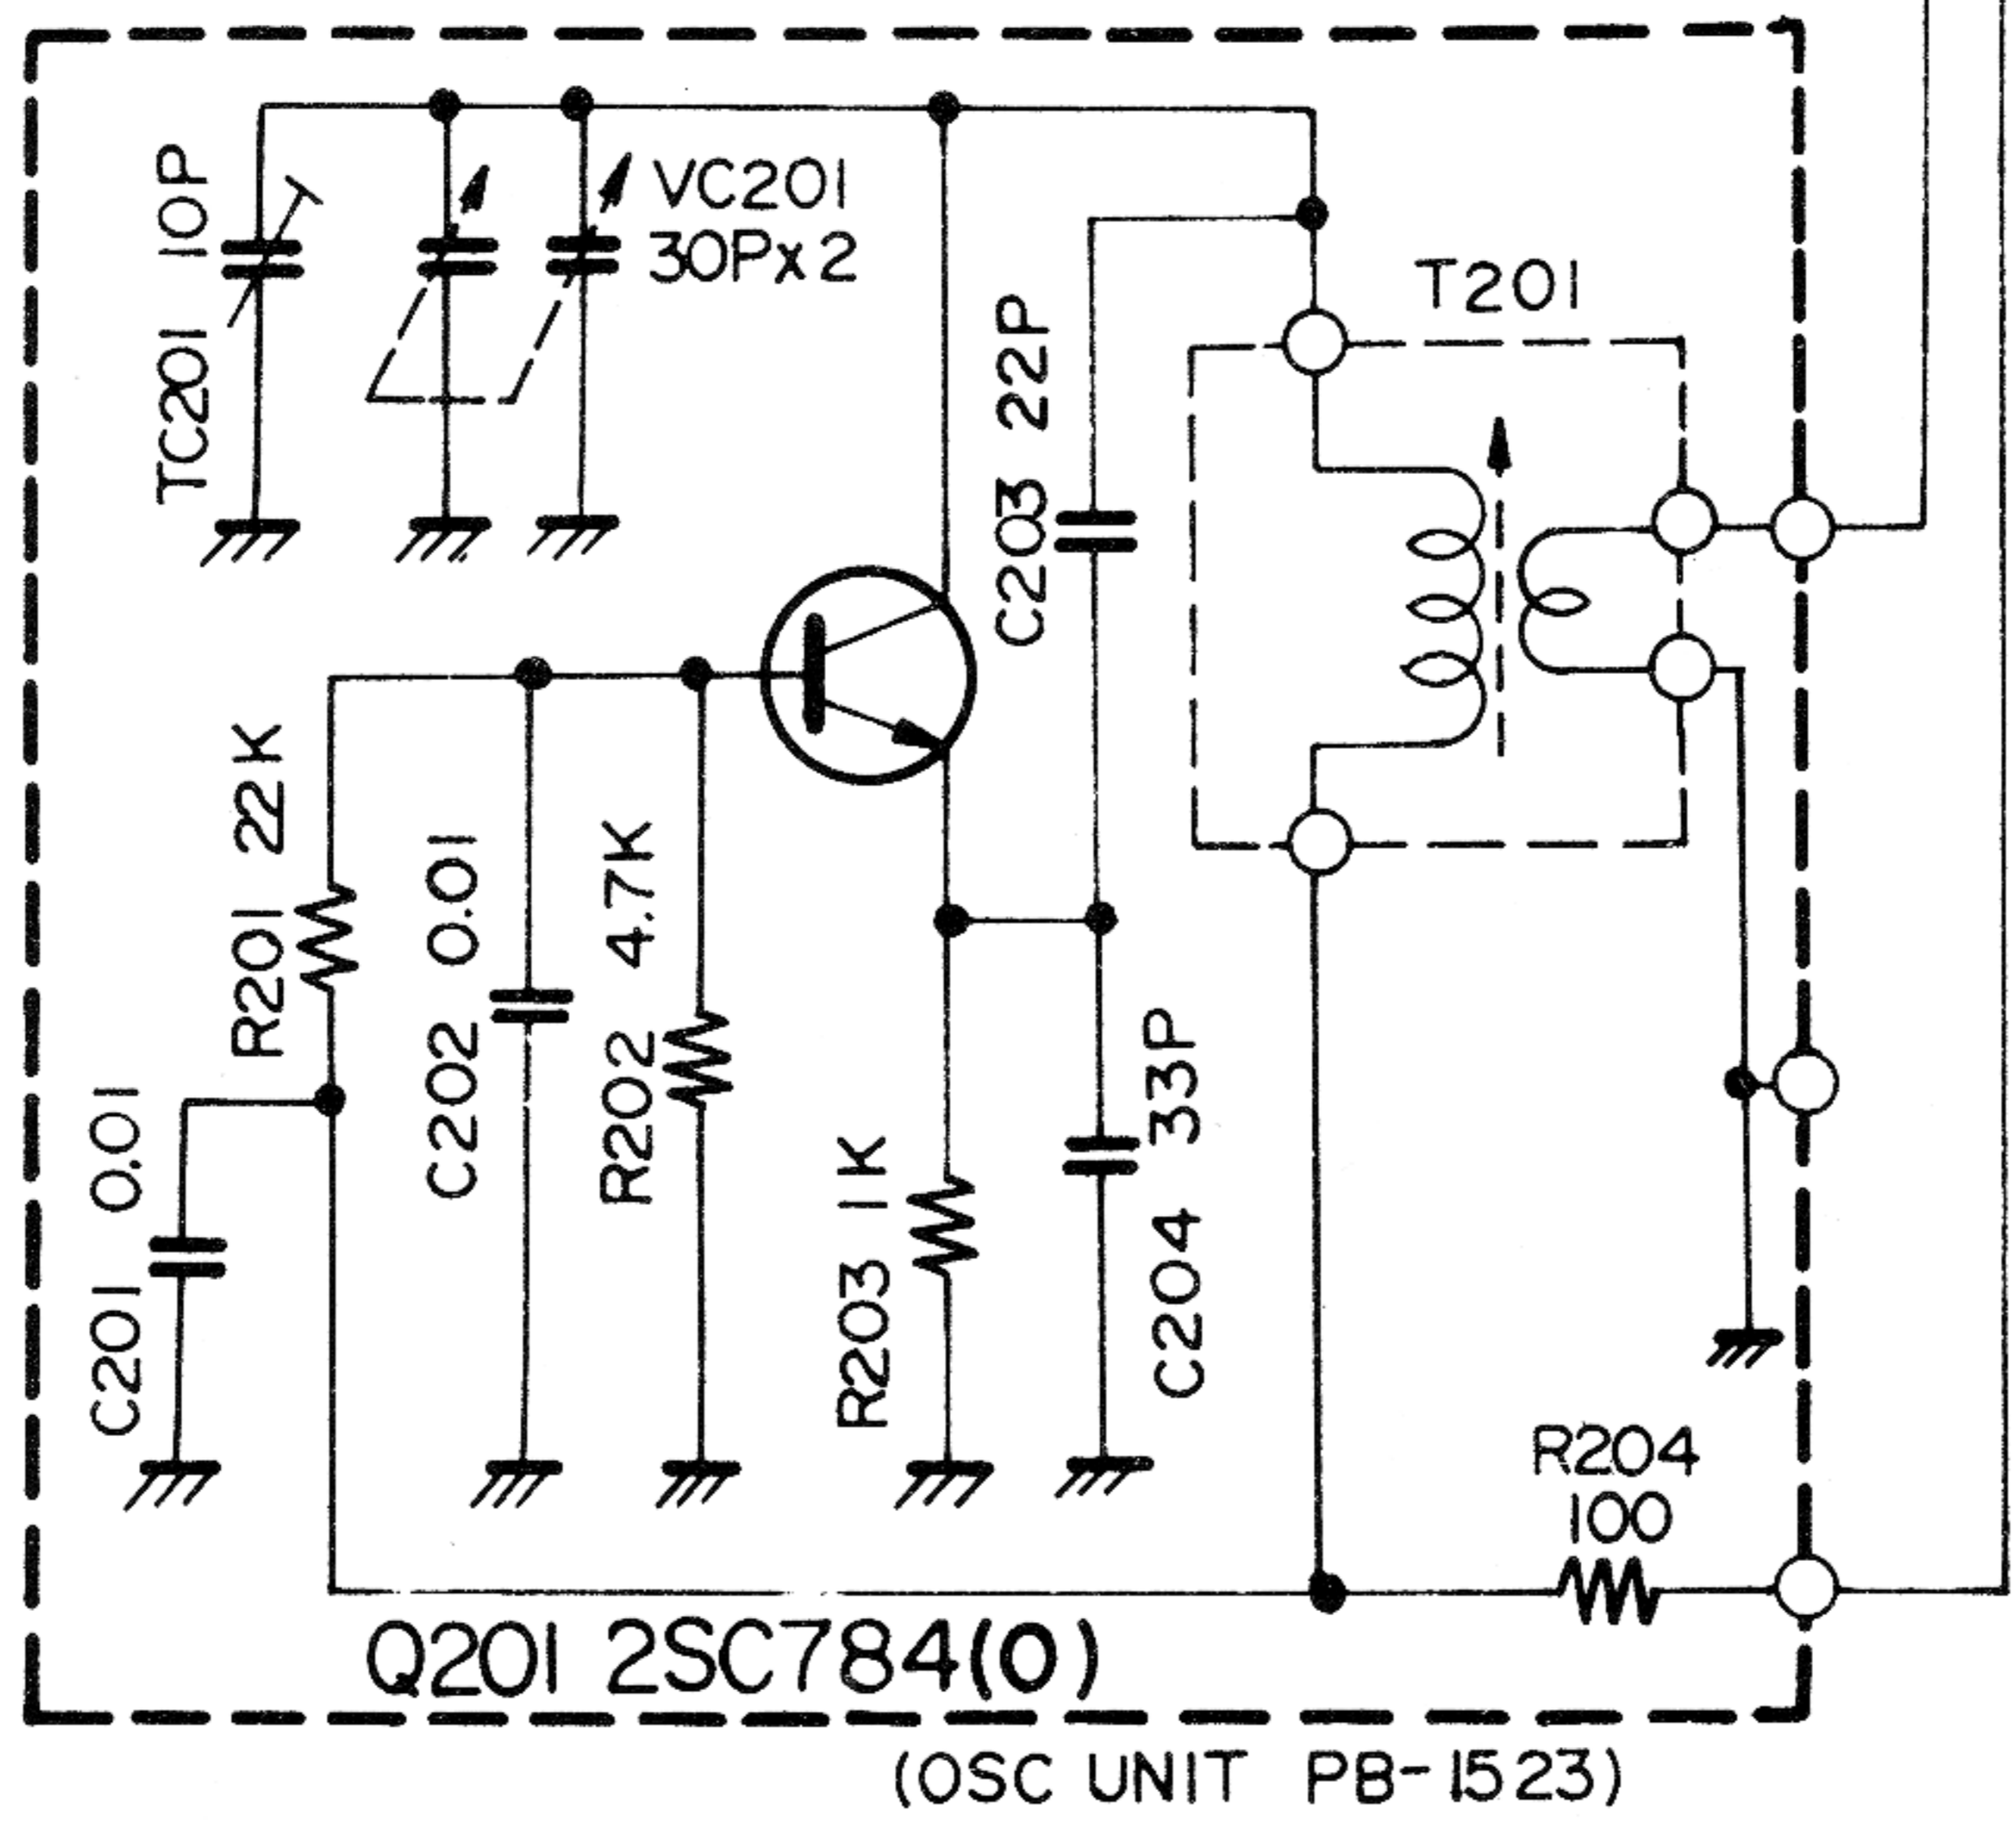 TC201 10P
VC201
30Px2
C203 22P
T201
R201 22K
C202 0.01
R202 4.7K
C201 0.01
R203 1K
C204 33P
R204
100
Q201 2SC784(O)
(OSC UNIT PB-1523)